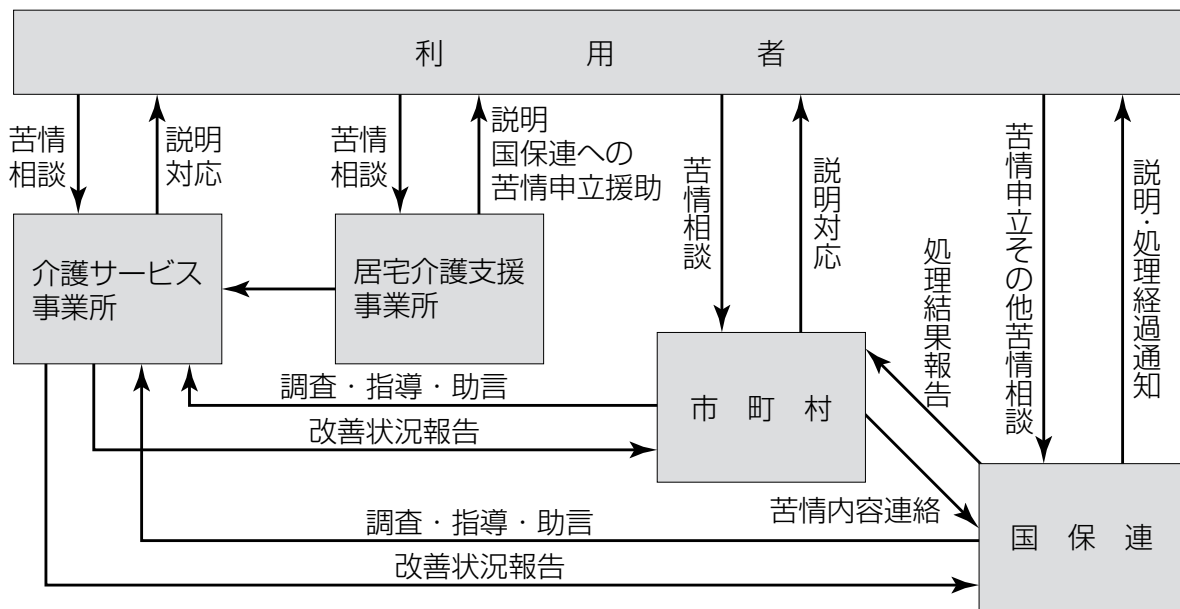 利用者
苦情
相談
説明
対応
苦情
相談
説明
国保連への
苦情申立援助
苦情相談
説明対応
苦情申立その他苦情相談
説明・処理経過通知
介護サービス
事業所
居宅介護支援
事業所
処理結果報告
市町村
調査・指導・助言
改善状況報告
苦情内容連絡
国保連
調査・指導・助言
改善状況報告